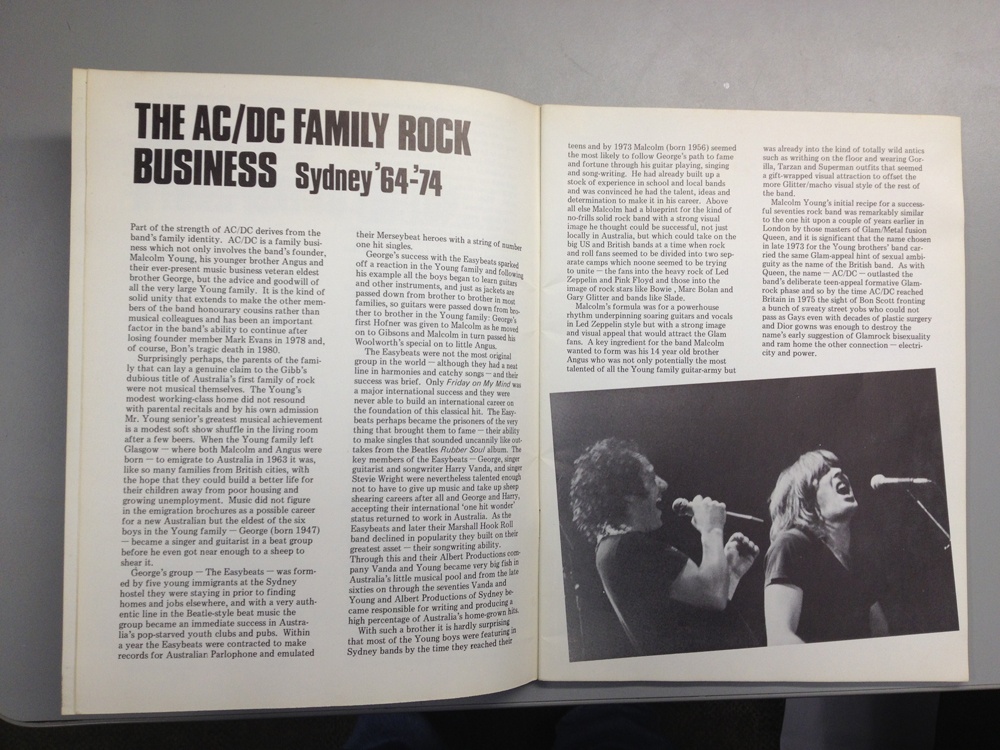 THE AC/DC FAMILY ROCK
BUSINESS Sydney '64-'74
Part of the strength of AC/DC derives from the
band's family identity. AC/DC is a family busi-
ness which not only involves the band's founder,
Malcolm Young, his younger brother Angus and
their ever-present music business veteran eldest
brother George, but the advice and goodwill of
all the very large Young family. It is the kind of
solid unity that extends to make the other mem-
bers of the band honourary cousins rather than
musical colleagues and has been an important
factor in the band's ability to continue after
losing founder member Mark Evans in 1978 and,
of course, Bon's tragic death in 1980.
Surprisingly perhaps, the parents of the fami-
ly that can lay a genuine claim to the Gibb's
dubious title of Australia's first family of rock
were not musical themselves. The Young's
modest working-class home did not resound
with parental recitals and by his own admission
Mr. Young senior's greatest musical achievement
is a modest soft shoe shuffle in the living room
after a few beers. When the Young family left
Glasgow — where both Malcolm and Angus were
born — to emigrate to Australia in 1963 it was,
like so many families from British cities, with
the hope that they could build a better life for
their children away from poor housing and
growing unemployment. Music did not figure
in the emigration brochures as a possible career
for a new Australian but the eldest of the six
boys in the Young family — George (born 1947)
— became a singer and guitarist in a beat group
before he even got near enough to a sheep to
shear it.
George's group — The Easybeats — was form-
ed by five young immigrants at the Sydney
hostel they were staying in prior to finding
homes and jobs elsewhere, and with a very auth-
entic line in the Beatle-style beat music the
group became an immediate success in Austra-
lia's pop-starved youth clubs and pubs. Within
a year the Easybeats were contracted to make
records for Australian Parlophone and emulated
their Merseybeat heroes with a string of number
one hit singles.
George's success with the Easybeats sparked
off a reaction in the Young family and following
his example all the boys began to learn guitars
and other instruments, and just as jackets are
passed down from brother to brother in most
families, so guitars were passed down from bro-
ther to brother in the Young family: George's
first Hofner was given to Malcolm as he moved
on to Gibsons and Malcolm in turn passed his
Woolworth's special on to little Angus.
The Easybeats were not the most original
group in the world — although they had a neat
line in harmonies and catchy songs — and their
success was brief. Only Friday on My Mind was
a major international success and they were
never able to build an international career on
the foundation of this classical hit. The Easy-
beats perhaps became the prisoners of the very
thing that brought them to fame — their ability
to make singles that sounded uncannily like out-
takes from the Beatles Rubber Soul album. The
key members of the Easybeats — George, singer
guitarist and songwriter Harry Vanda, and singer
Stevie Wright were nevertheless talented enough
not to have to give up music and take up sheep
shearing careers after all and George and Harry,
accepting their international 'one hit wonder'
status returned to work in Australia. As the
Easybeats and later their Marshall Hook Roll
band declined in popularity they built on their
greatest asset — their songwriting ability.
Through this and their Albert Productions com-
pany Vanda and Young became very big fish in
Australia's little musical pool and from the late
sixties on through the seventies Vanda and
Young and Albert Productions of Sydney be-
came responsible for writing and producing a
high percentage of Australia's home-grown hits.
With such a brother it is hardly surprising
that most of the Young boys were featuring in
Sydney bands by the time they reached their
teens and by 1973 Malcolm (born 1956) seemed
the most likely to follow George's path to fame
and fortune through his guitar playing, singing
and song-writing. He had already built up a
stock of experience in school and local bands
and was convinced he had the talent, ideas and
determination to make it in his career. Above
all else Malcolm had a blueprint for the kind of
no-frills solid rock band with a strong visual
image he thought could be successful, not just
locally in Australia, but which could take on the
big US and British bands at a time when rock
and roll fans seemed to be divided into two sep-
arate camps which noone seemed to be trying
to unite — the fans into the heavy rock of Led
Zeppelin and Pink Floyd and those into the
image of rock stars like Bowie, Marc Bolan and
Gary Glitter and bands like Slade.
Malcolm's formula was for a powerhouse
rhythm underpinning soaring guitars and vocals
in Led Zeppelin style but with a strong image
and visual appeal that would attract the Glam
fans. A key ingredient for the band Malcolm
wanted to form was his 14 year old brother
Angus who was not only potentially the most
talented of all the Young family guitar-army but
was already into the kind of totally wild antics
such as writhing on the floor and wearing Gor-
illa, Tarzan and Superman outfits that seemed
a gift-wrapped visual attraction to offset the
more Glitter/macho visual style of the rest of
the band.
Malcolm Young's initial recipe for a success-
ful seventies rock band was remarkably similar
to the one hit upon a couple of years earlier in
London by those masters of Glam/Metal fusion
Queen, and it is significant that the name chosen
in late 1973 for the Young brothers' band car-
ried the same Glam-appeal hint of sexual ambi-
guity as the name of the British band. As with
Queen, the name — AC/DC — outlasted the
band's deliberate teen-appeal formative Glam-
rock phase and so by the time AC/DC reached
Britain in 1975 the sight of Bon Scott fronting
a bunch of sweaty street yobs who could not
pass as Gays even with decades of plastic surgery
and Dior gowns was enough to destroy the
name's early suggestion of Glamrock bisexuality
and ram home the other connection — electri-
city and power.